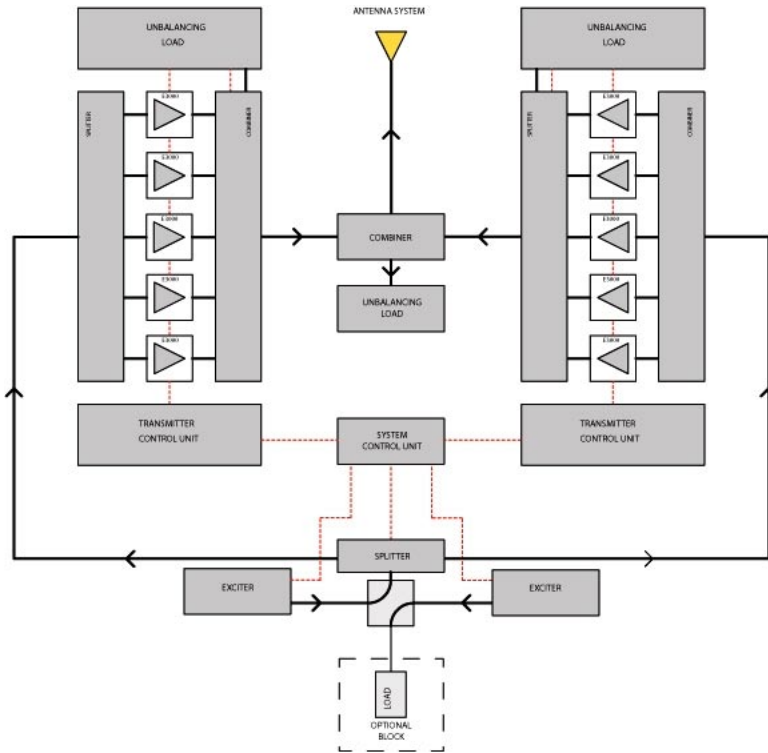 ANTENNA SYSTEM
UNBALANCING
LOAD
UNBALANCING
LOAD
SPLITTER
COMBINER
SPLITTER
COMBINER
COMBINER
UNBALANCING
LOAD
TRANSMITTER
CONTROL UNIT
SYSTEM
CONTROL UNIT
TRANSMITTER
CONTROL UNIT
SPLITTER
EXCITER
EXCITER
LOAD
OPTIONAL
BLOCK